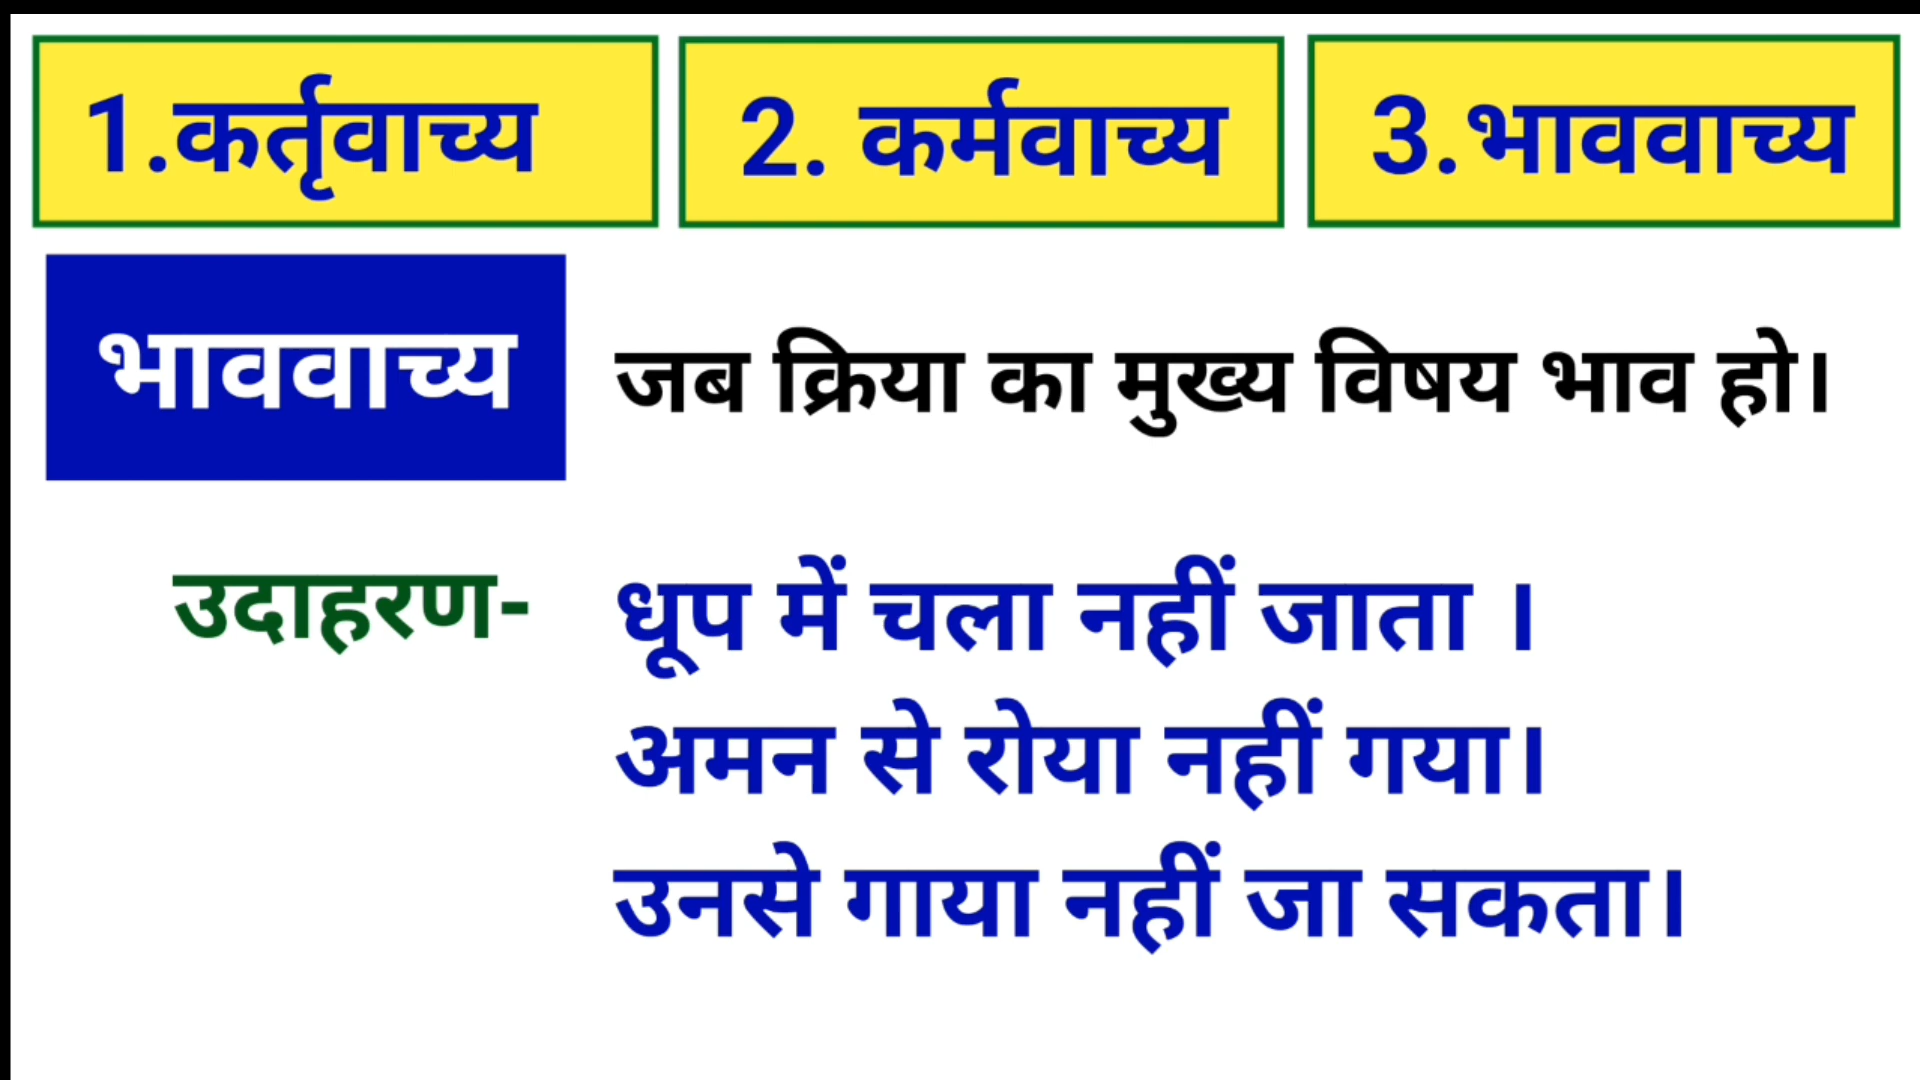 1.कर्तृवाच्य 2. कर्मवाच्य 3.भाववाच्य
भाववाच्य जब क्रिया का मुख्य विषय भाव हो।
उदाहरण- धूप में चला नहीं जाता ।
अमन से रोया नहीं गया।
उनसे गाया नहीं जा सकता।